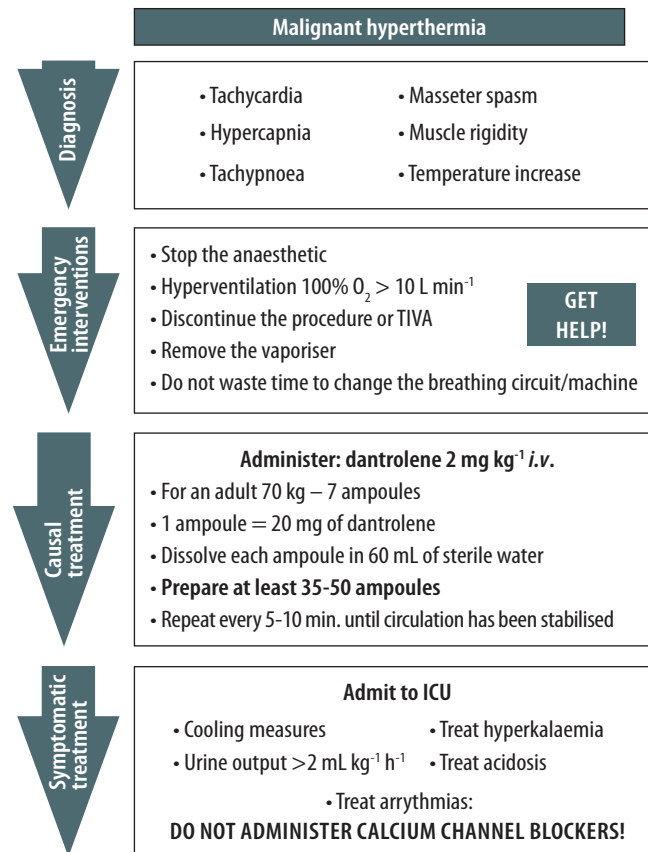 Malignant hyperthermia
Diagnosis
• Tachycardia
• Hypercapnia
• Tachypnoea
• Masseter spasm
• Muscle rigidity
• Temperature increase
Emergency
interventions
• Stop the anaesthetic
• Hyperventilation 100% O₂ > 10 L min⁻¹
• Discontinue the procedure or TIVA
• Remove the vaporiser
• Do not waste time to change the breathing circuit/machine
GET
HELP!
Causal
treatment
Administer: dantrolene 2 mg kg⁻¹ i.v.
• For an adult 70 kg – 7 ampoules
• 1 ampoule = 20 mg of dantrolene
• Dissolve each ampoule in 60 mL of sterile water
• Prepare at least 35-50 ampoules
• Repeat every 5-10 min. until circulation has been stabilised
Symptomatic
treatment
Admit to ICU
• Cooling measures
• Urine output >2 mL kg⁻¹ h⁻¹
• Treat hyperkalaemia
• Treat acidosis
• Treat arrythmias:
DO NOT ADMINISTER CALCIUM CHANNEL BLOCKERS!